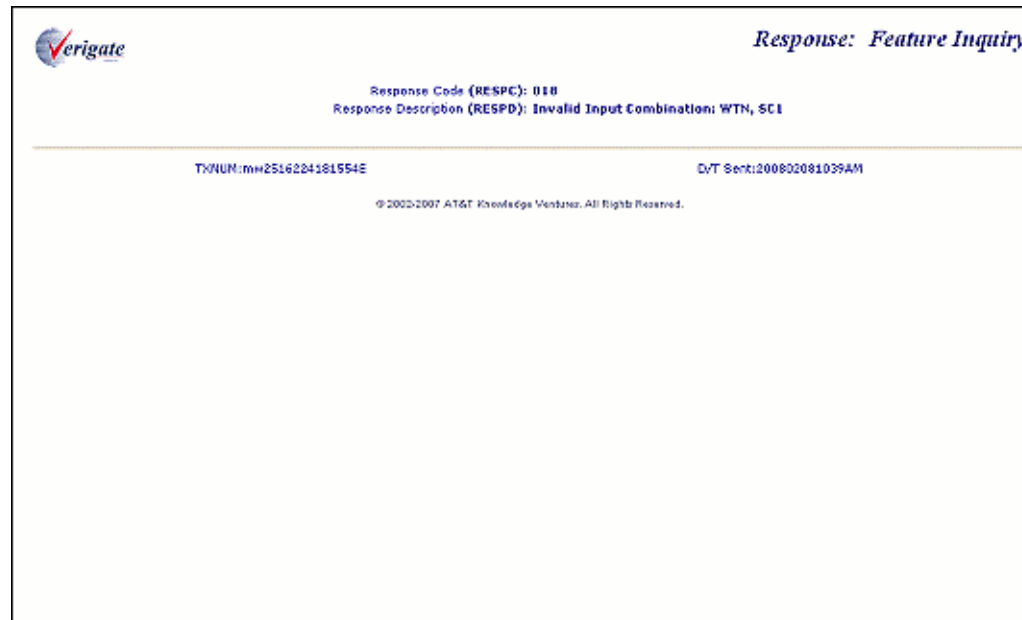 Verigate
Response: Feature Inquiry
Response Code (RESPC): 018
Response Description (RESPD): Invalid Input Combination: WTN, SC1
TXNUM:mw2516224181554E
D/T Sent:200802081039AM
© 2002-2007 AT&T Knowledge Ventures. All Rights Reserved.